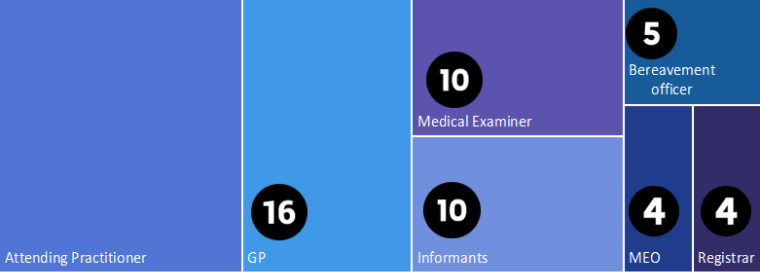 Attending Practitioner
16
GP
10
Medical Examiner
10
Informants
5
Bereavement
officer
4
MEO
4
Registrar